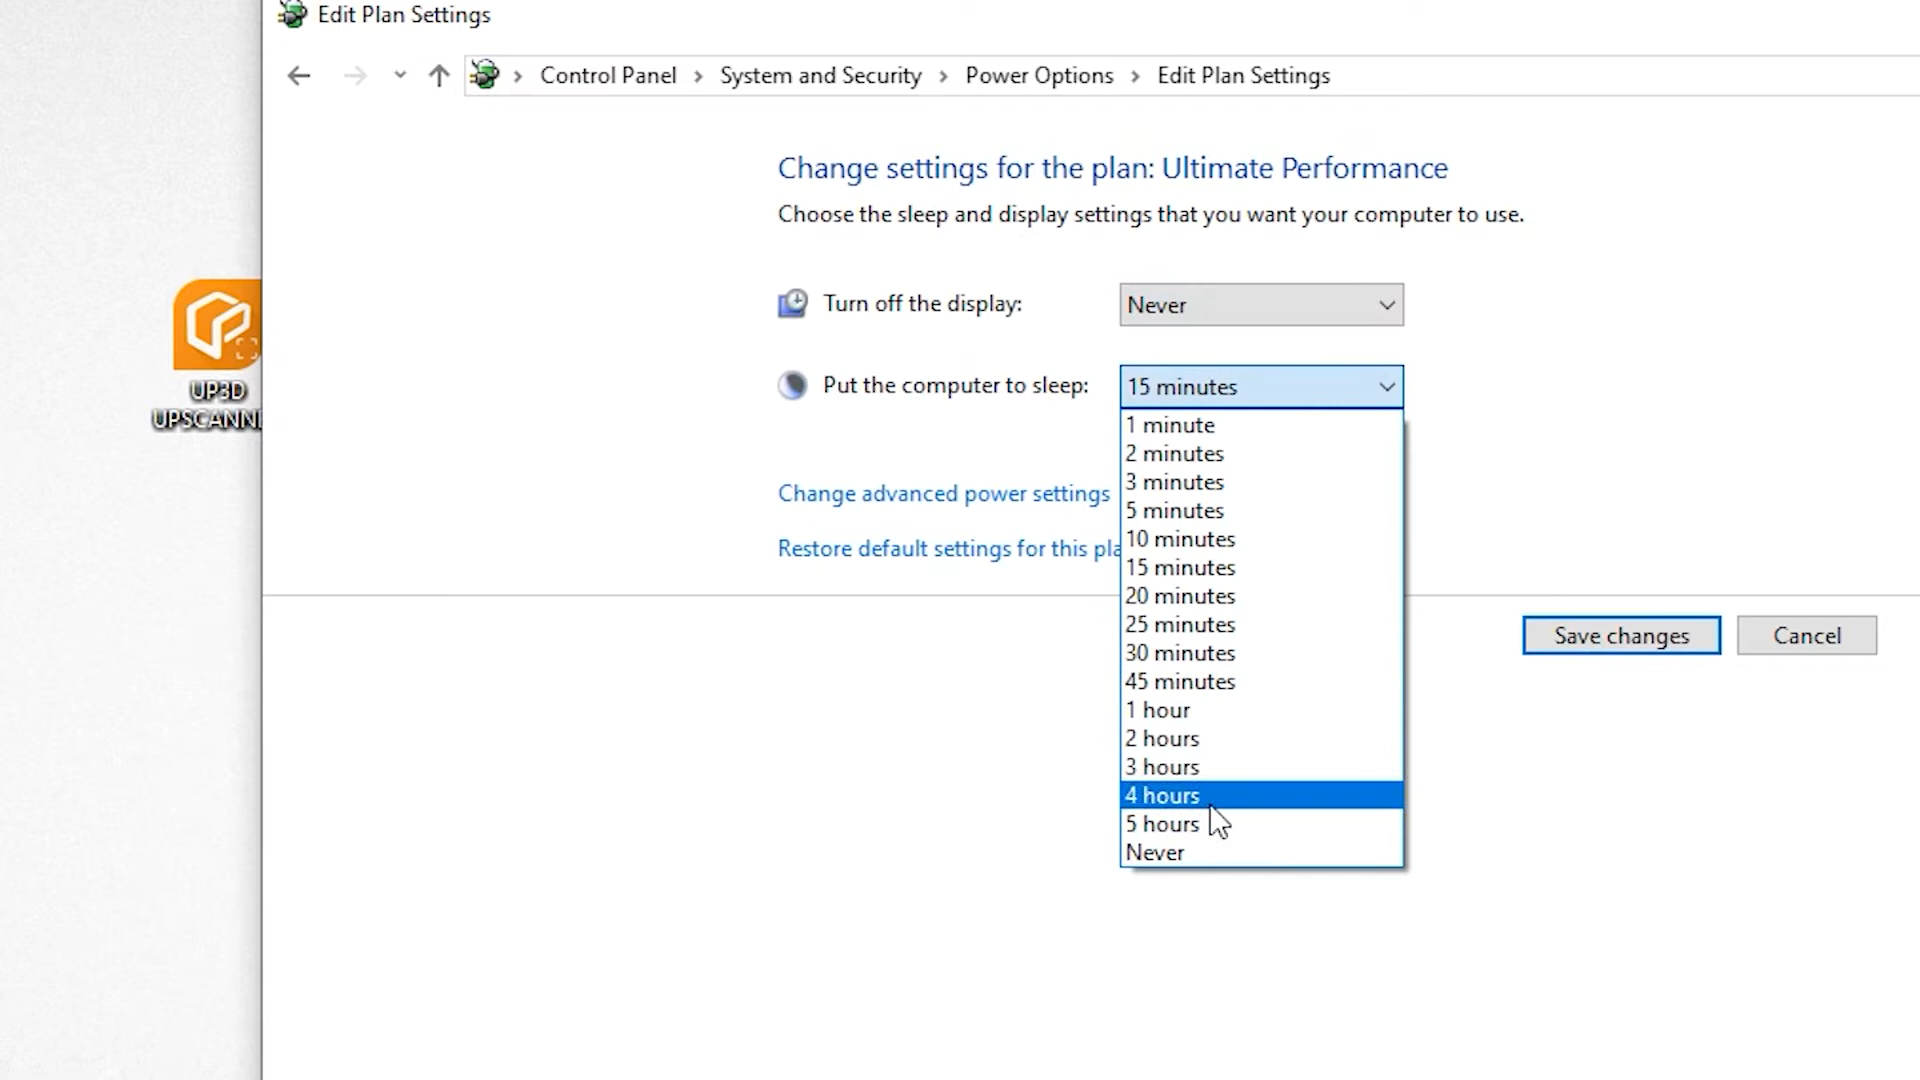 Edit Plan Settings
Control Panel > System and Security > Power Options > Edit Plan Settings
Change settings for the plan: Ultimate Performance
Choose the sleep and display settings that you want your computer to use.
Turn off the display: Never
Put the computer to sleep: 15 minutes
1 minute
2 minutes
3 minutes
5 minutes
10 minutes
15 minutes
20 minutes
25 minutes
30 minutes
45 minutes
1 hour
2 hours
3 hours
4 hours
5 hours
Never
Change advanced power settings
Restore default settings for this pla
Save changes
Cancel
UP3D
UPSCANN